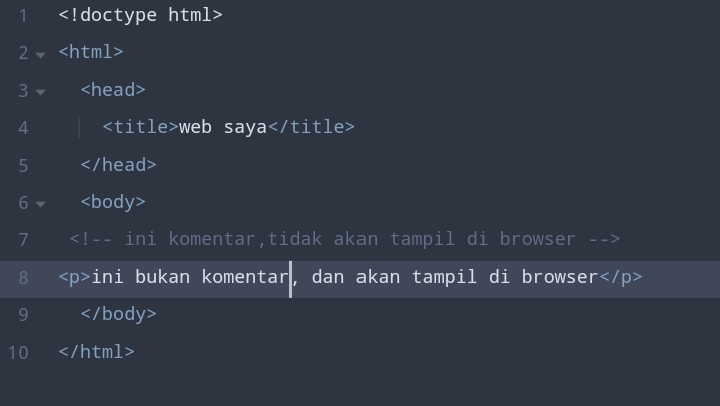 1 <!doctype html>
2 <html>
3 <head>
4 <title>web saya</title>
5 </head>
6 <body>
7 <!-- ini komentar,tidak akan tampil di browser -->
8 <p>ini bukan komentar, dan akan tampil di browser</p>
9 </body>
10 </html>